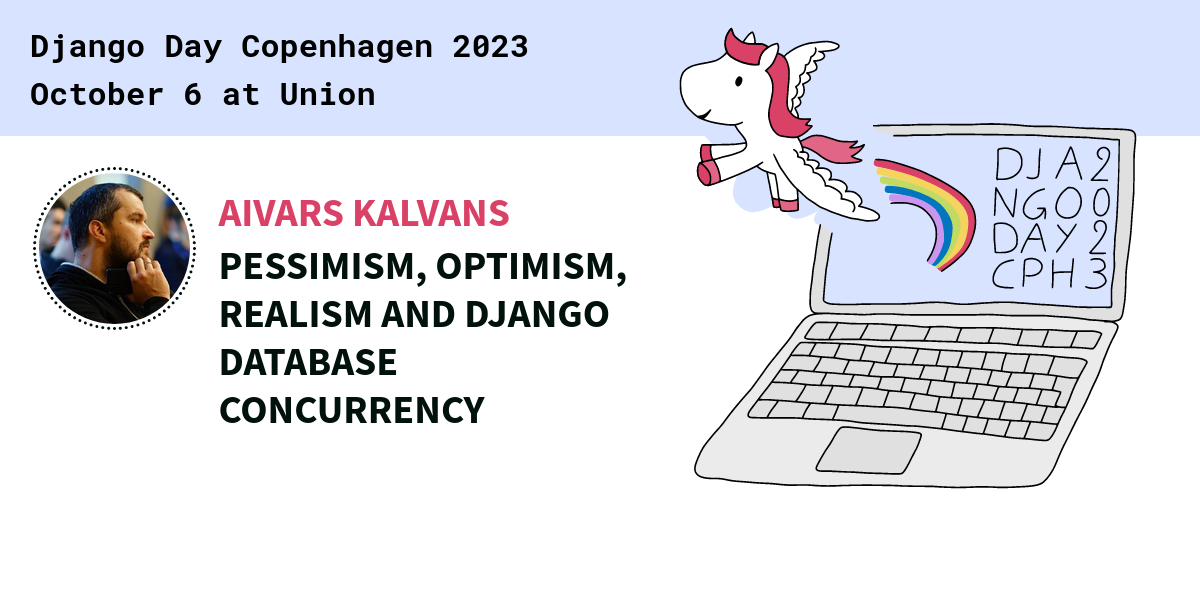 Django Day Copenhagen 2023
October 6 at Union
AIVARS KALVANS
PESSIMISM, OPTIMISM,
REALISM AND DJANGO
DATABASE
CONCURRENCY
DJ A 2
NGO 0
DAY 2
CPH 3